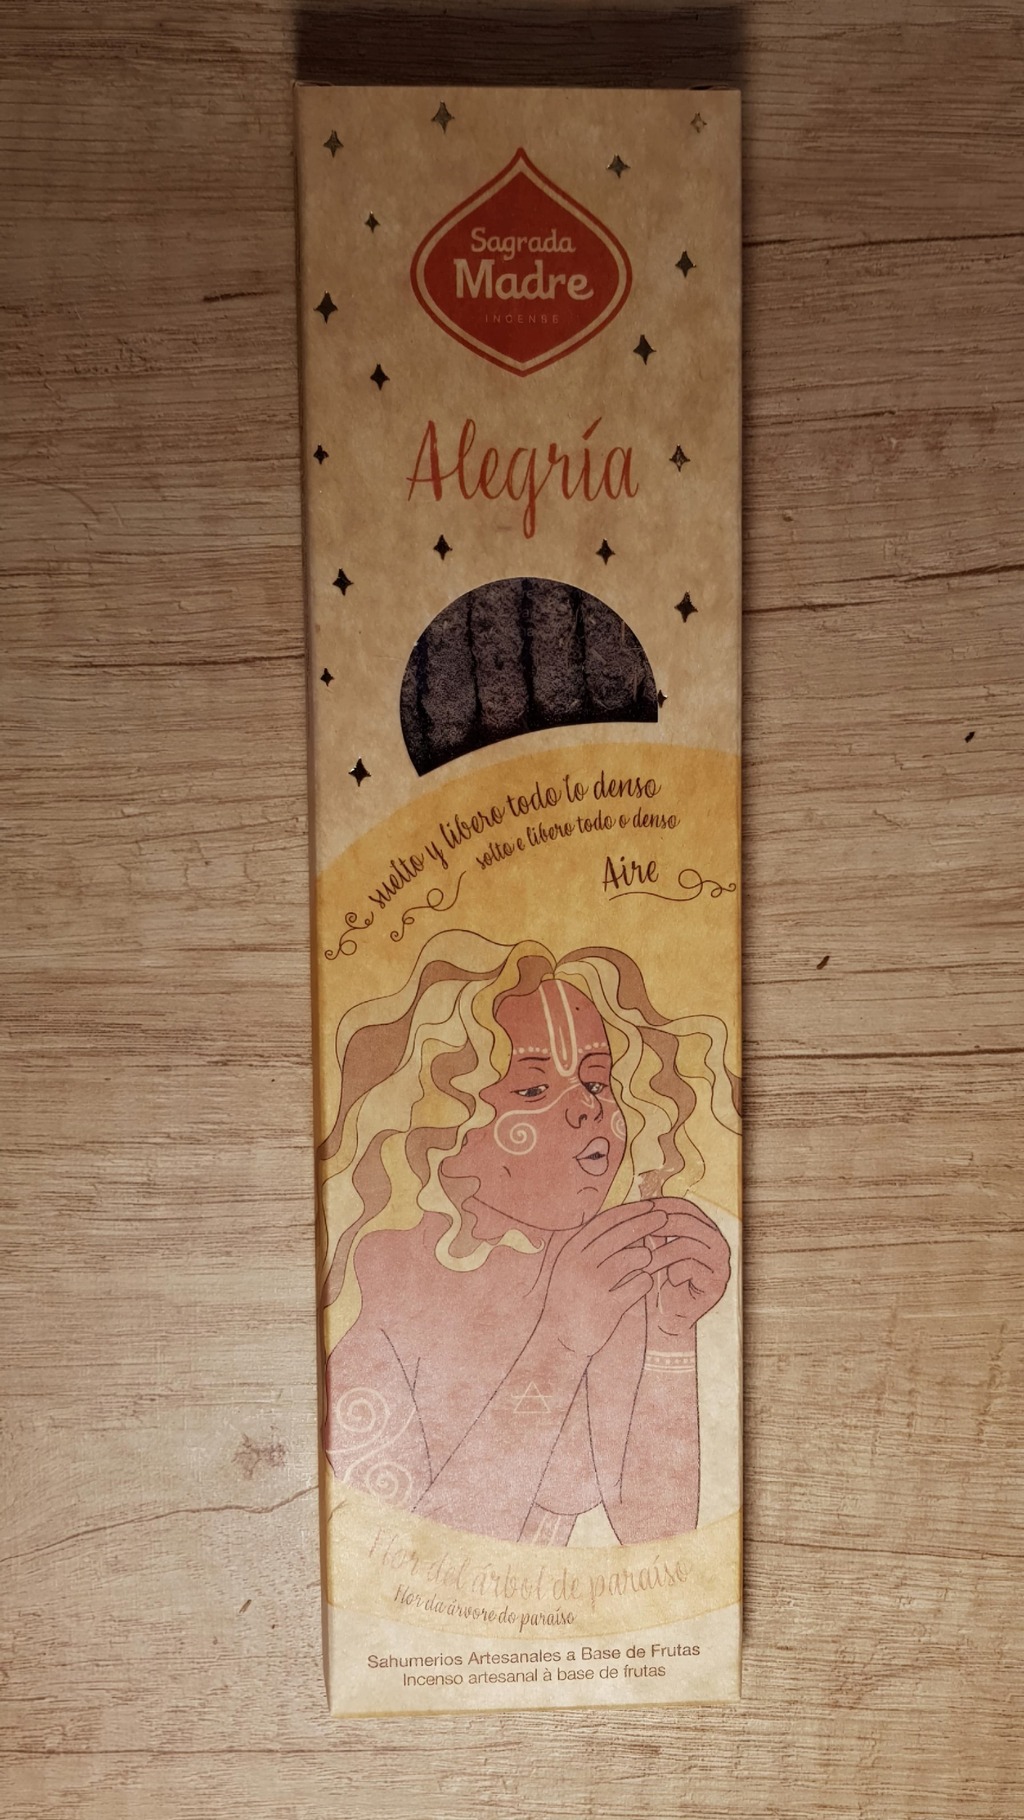 Sagrada
Madre
INCENSE
Alegría
suelto y libero todo lo denso
solto e libero todo o denso
Aire
Flor del árbol de paraíso
Flor da árvore do paraíso
Sahumerios Artesanales a Base de Frutas
Incenso artesanal à base de frutas